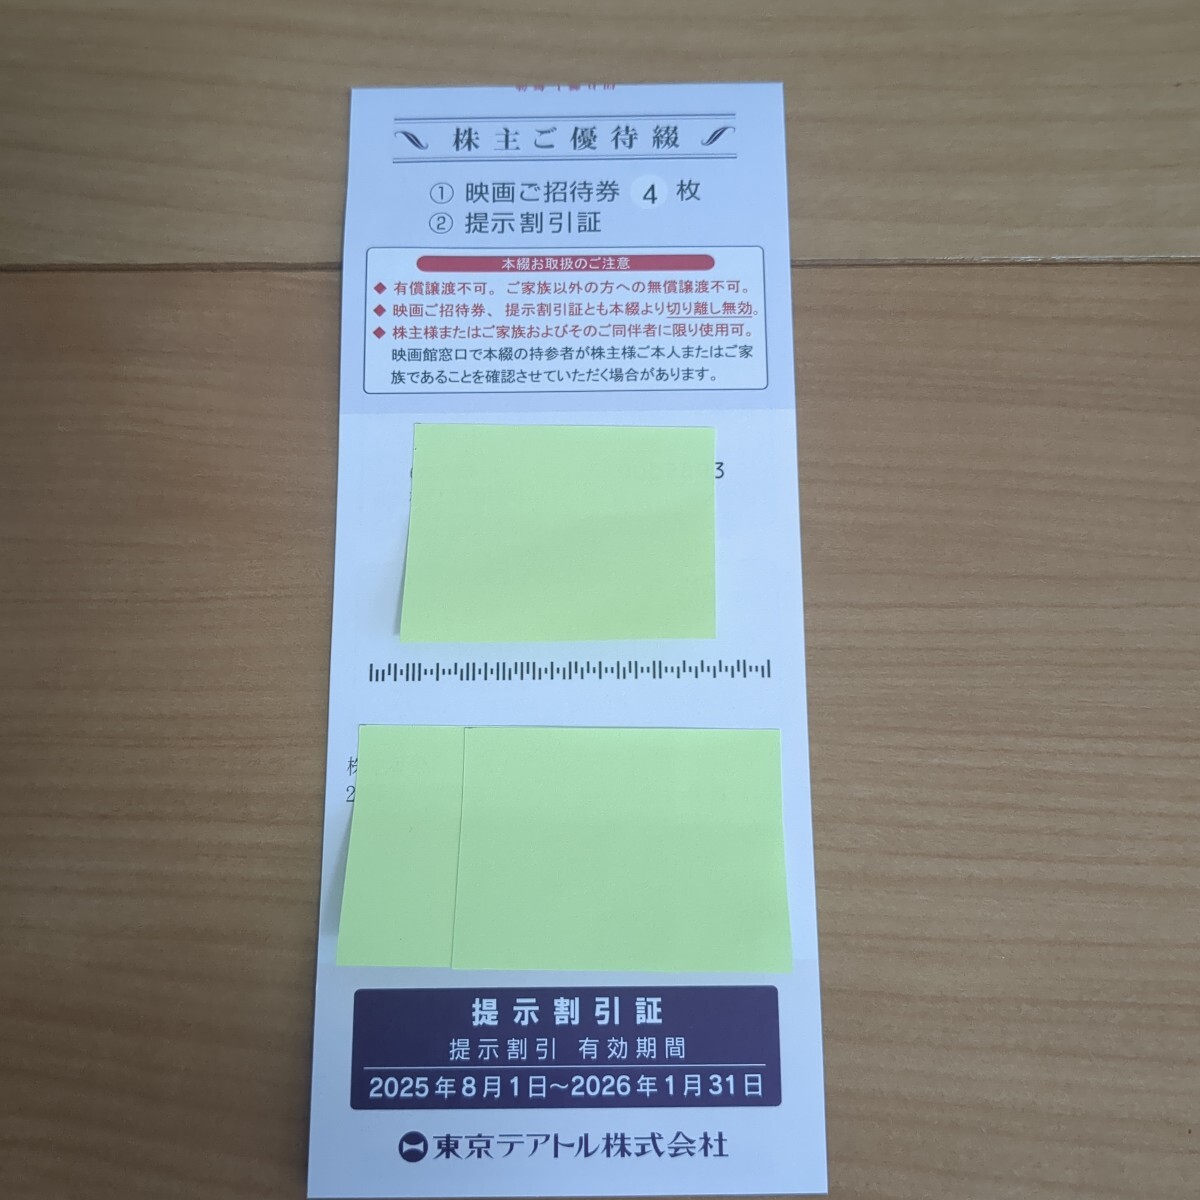 株主ご優待綴
① 映画ご招待券 4 枚
② 提示割引証
本綴お取扱のご注意
◆ 有償譲渡不可。ご家族以外の方への無償譲渡不可。
◆ 映画ご招待券、提示割引証とも本綴より切り離し無効。
◆ 株主様またはご家族およびそのご同伴者に限り使用可。
映画館窓口で本綴の持参者が株主様ご本人またはご家
族であることを確認させていただく場合があります。
3
株
2
提示割引証
提示割引 有効期間
2025年8月1日〜2026年1月31日
東京テアトル株式会社